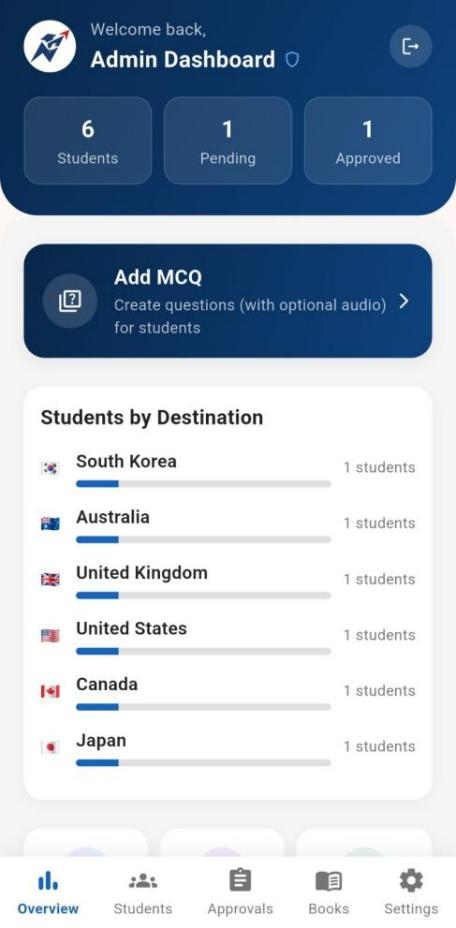 Welcome back,
Admin Dashboard
6
Students
1
Pending
1
Approved
Add MCQ
Create questions (with optional audio)
for students
Students by Destination
South Korea
1 students
Australia
1 students
United Kingdom
1 students
United States
1 students
Canada
1 students
Japan
1 students
Overview
Students
Approvals
Books
Settings